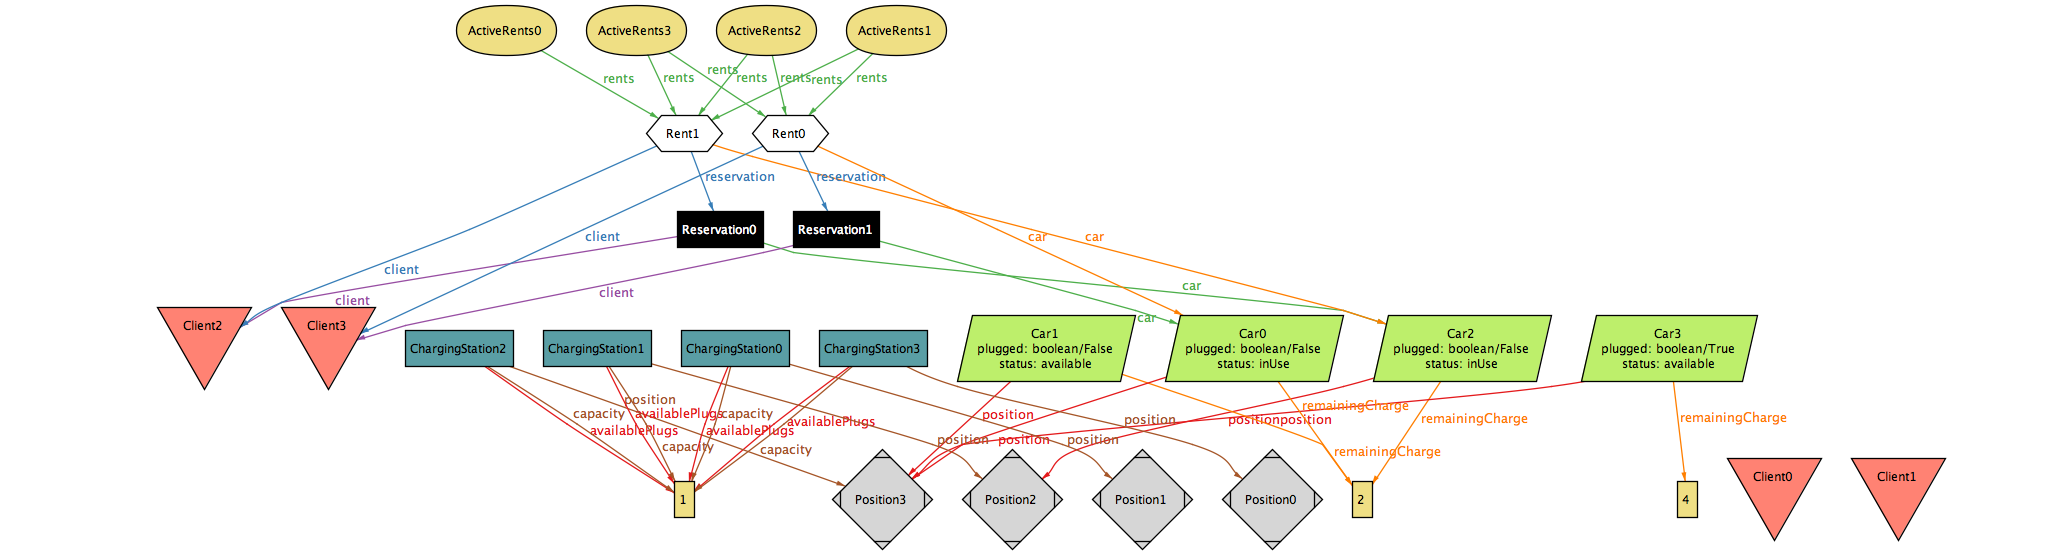 ActiveRents0
ActiveRents3
ActiveRents2
ActiveRents1
rents
rents
rents
rents
rents
rents
rents
Rent1
Rent0
reservation
reservation
Reservation0
Reservation1
client
car
car
client
client
client
car
car
Client2
Client3
ChargingStation2
ChargingStation1
ChargingStation0
ChargingStation3
Car1
plugged: boolean/False
status: available
Car0
plugged: boolean/False
status: inUse
Car2
plugged: boolean/False
status: inUse
Car3
plugged: boolean/True
status: available
position
capacity
availablePlugs
capacity
position
remainingCharge
availablePlugs
availablePlugs
availablePlugs
position
position
position
remainingCharge
remainingCharge
capacity
capacity
position
position
position
remainingCharge
1
Position3
Position2
Position1
Position0
2
4
Client0
Client1